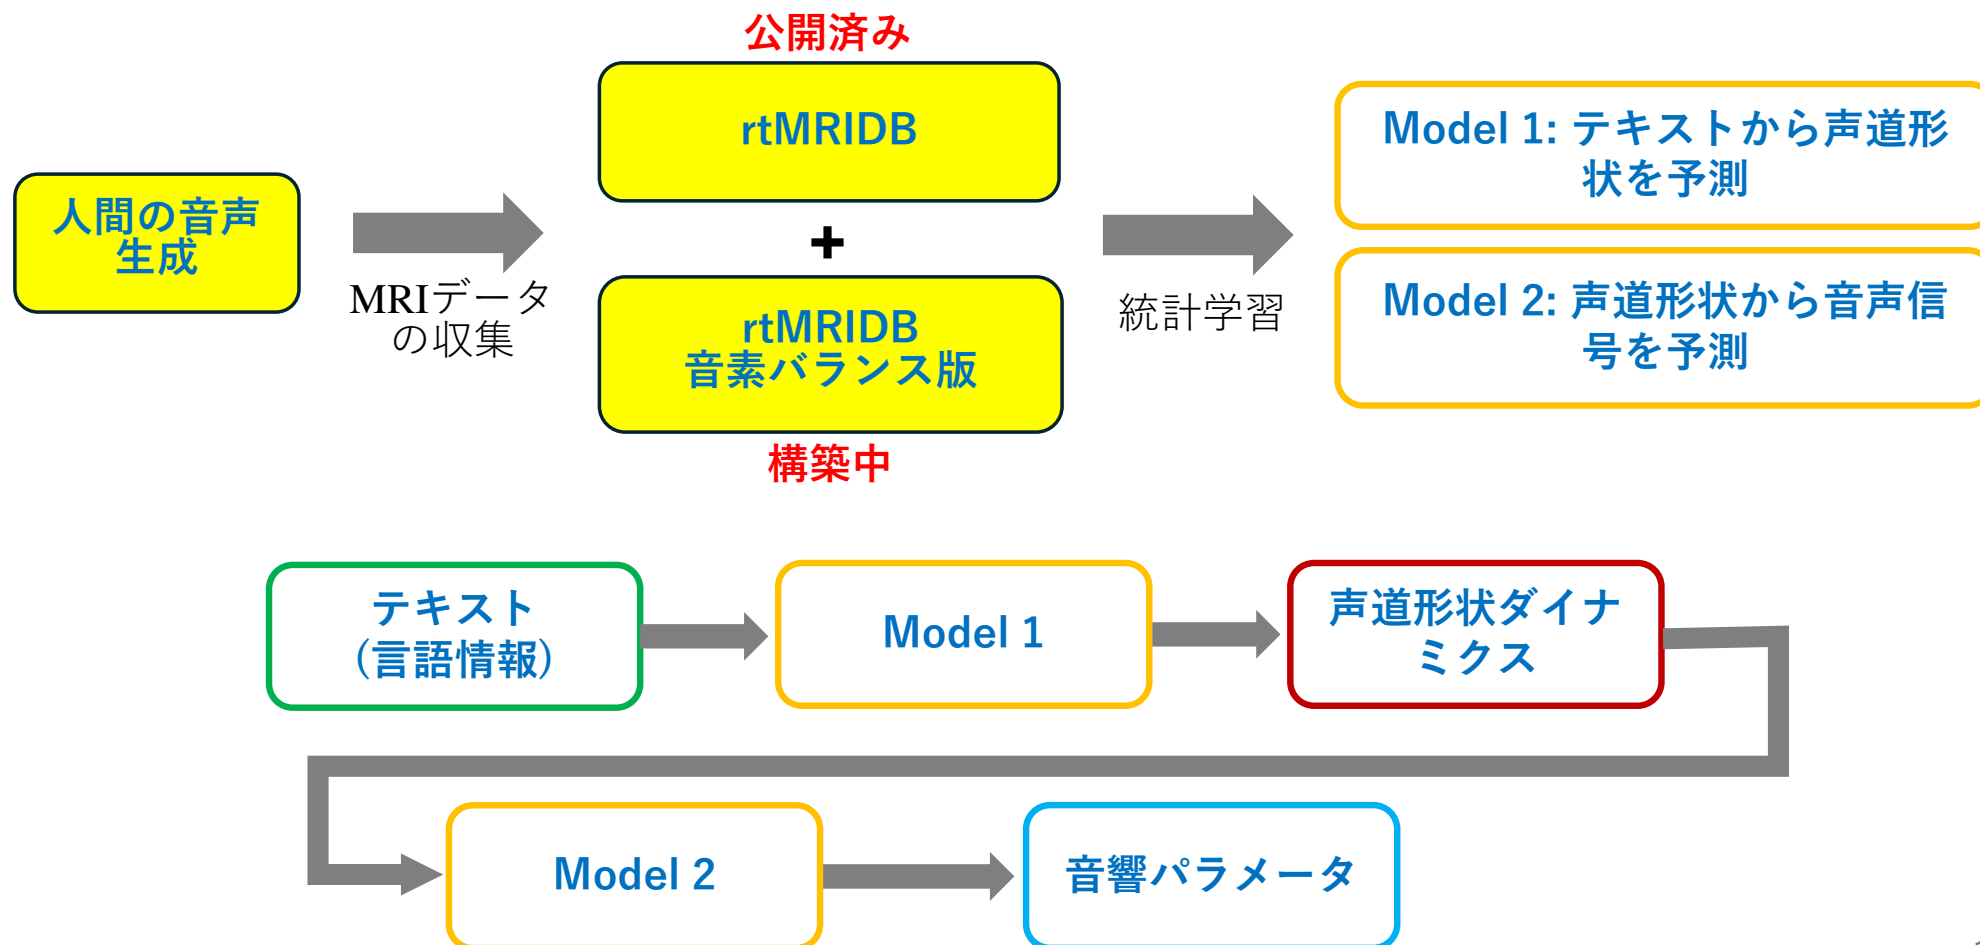 公開済み
rtMRIDB
人間の音声
生成
MRIデータ
の収集
+
rtMRIDB
音素バランス版
構築中
統計学習
Model 1: テキストから声道形
状を予測
Model 2: 声道形状から音声信
号を予測
テキスト
(言語情報)
Model 1
声道形状ダイナ
ミクス
Model 2
音響パラメータ